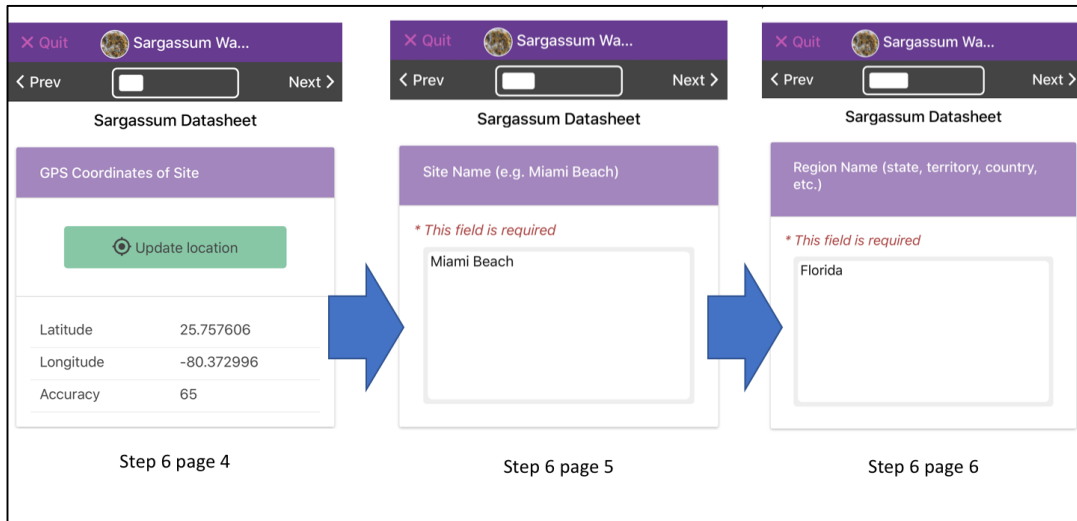 ✕ Quit Sargassum Wa...
< Prev Next >
Sargassum Datasheet
GPS Coordinates of Site
Update location
Latitude 25.757606
Longitude -80.372996
Accuracy 65
Step 6 page 4
✕ Quit Sargassum Wa...
< Prev Next >
Sargassum Datasheet
Site Name (e.g. Miami Beach)
* This field is required
Miami Beach
Step 6 page 5
✕ Quit Sargassum Wa...
< Prev Next >
Sargassum Datasheet
Region Name (state, territory, country,
etc.)
* This field is required
Florida
Step 6 page 6